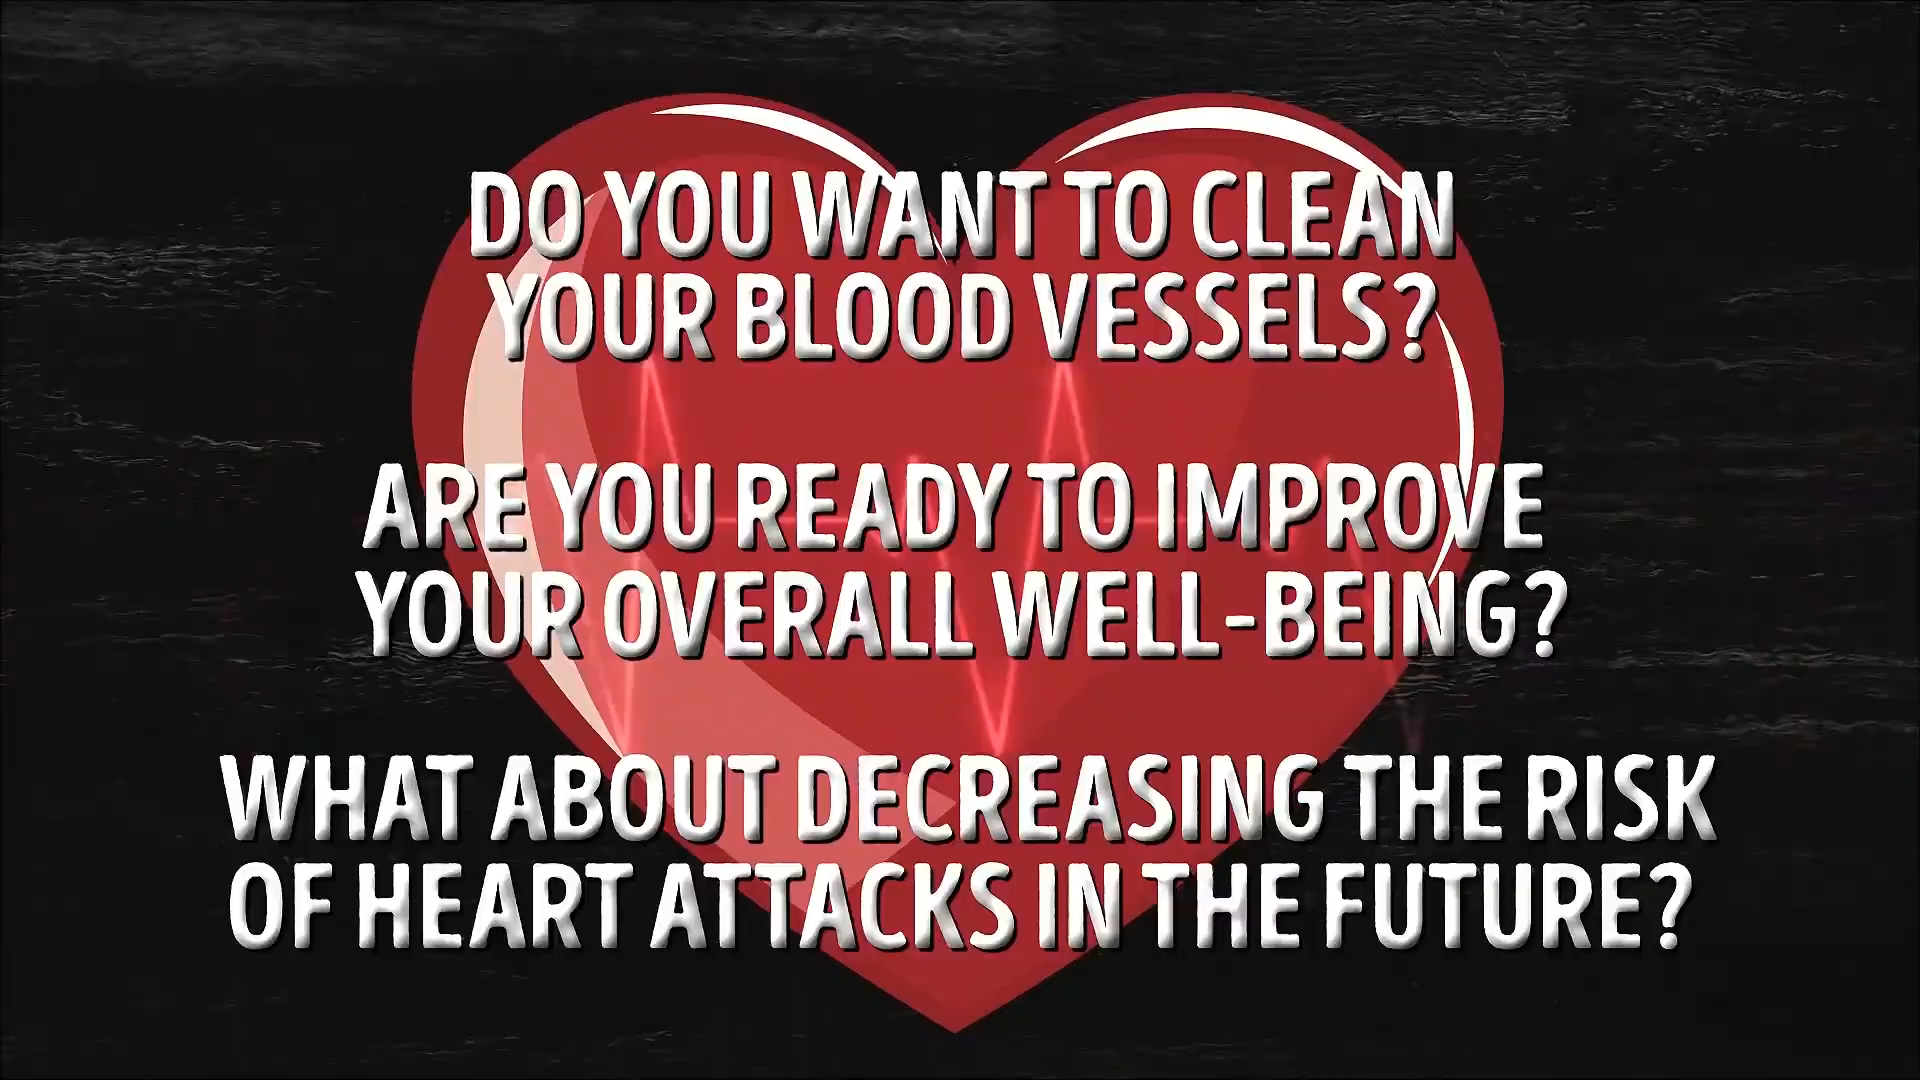 DO YOU WANT TO CLEAN
YOUR BLOOD VESSELS?
ARE YOU READY TO IMPROVE
YOUR OVERALL WELL-BEING?
WHAT ABOUT DECREASING THE RISK
OF HEART ATTACKS IN THE FUTURE?